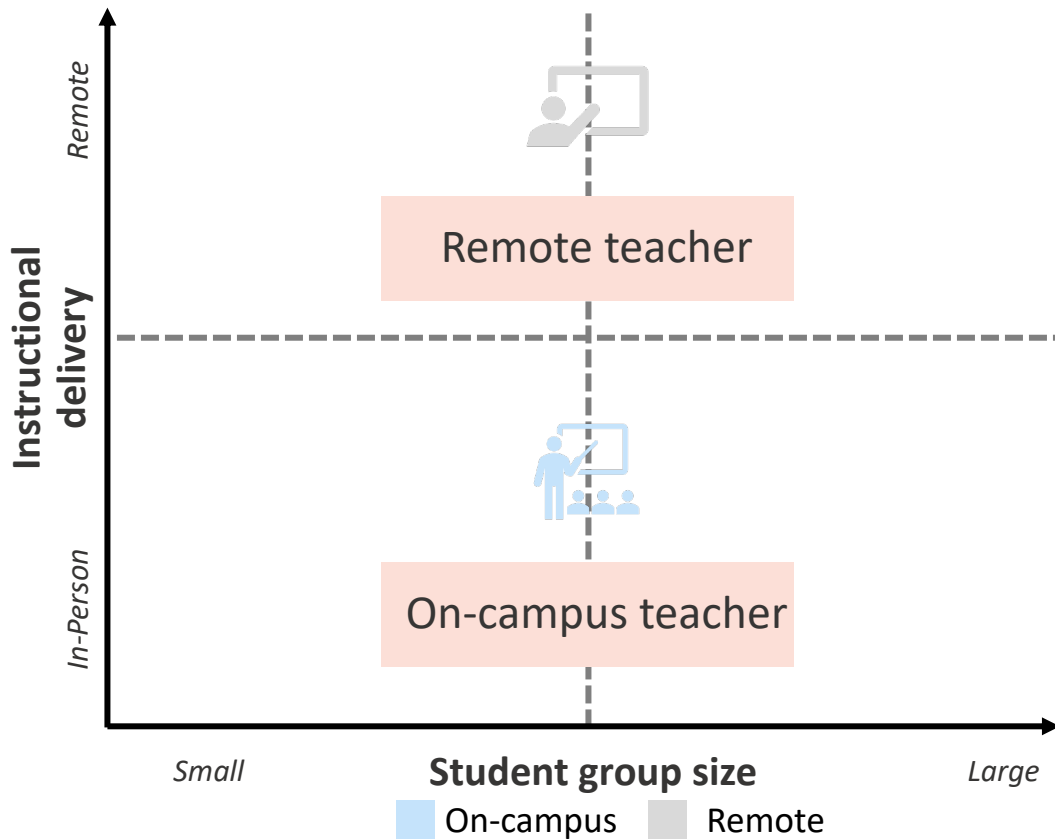 Remote
Remote teacher
Instructional
delivery
On-campus teacher
In-Person
Small
Student group size
Large
On-campus
Remote